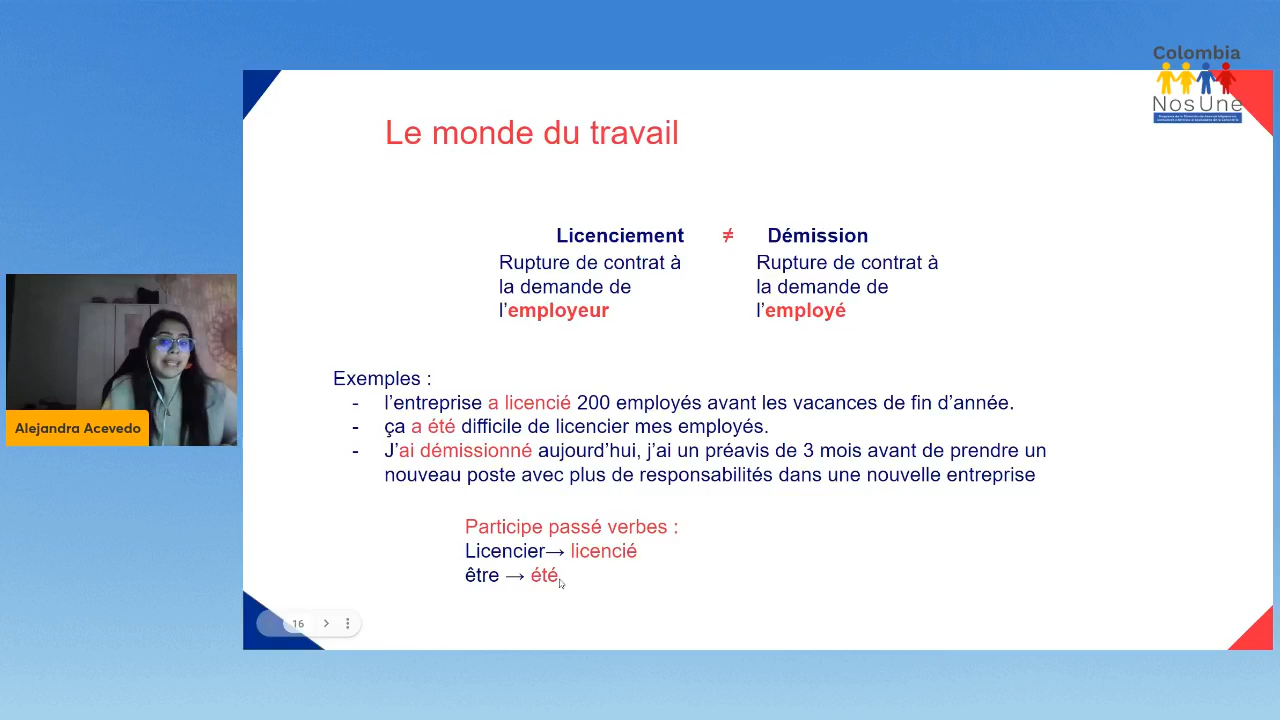 Colombia
NosUne
Le monde du travail
Licenciement ≠ Démission
Rupture de contrat à
la demande de
l'employeur
Rupture de contrat à
la demande de
l'employé
Exemples :
- l'entreprise a licencié 200 employés avant les vacances de fin d'année.
- ça a été difficile de licencier mes employés.
- J'ai démissionné aujourd'hui, j'ai un préavis de 3 mois avant de prendre un
nouveau poste avec plus de responsabilités dans une nouvelle entreprise
Participe passé verbes :
Licencier→ licencié
être → été
Alejandra Acevedo
16